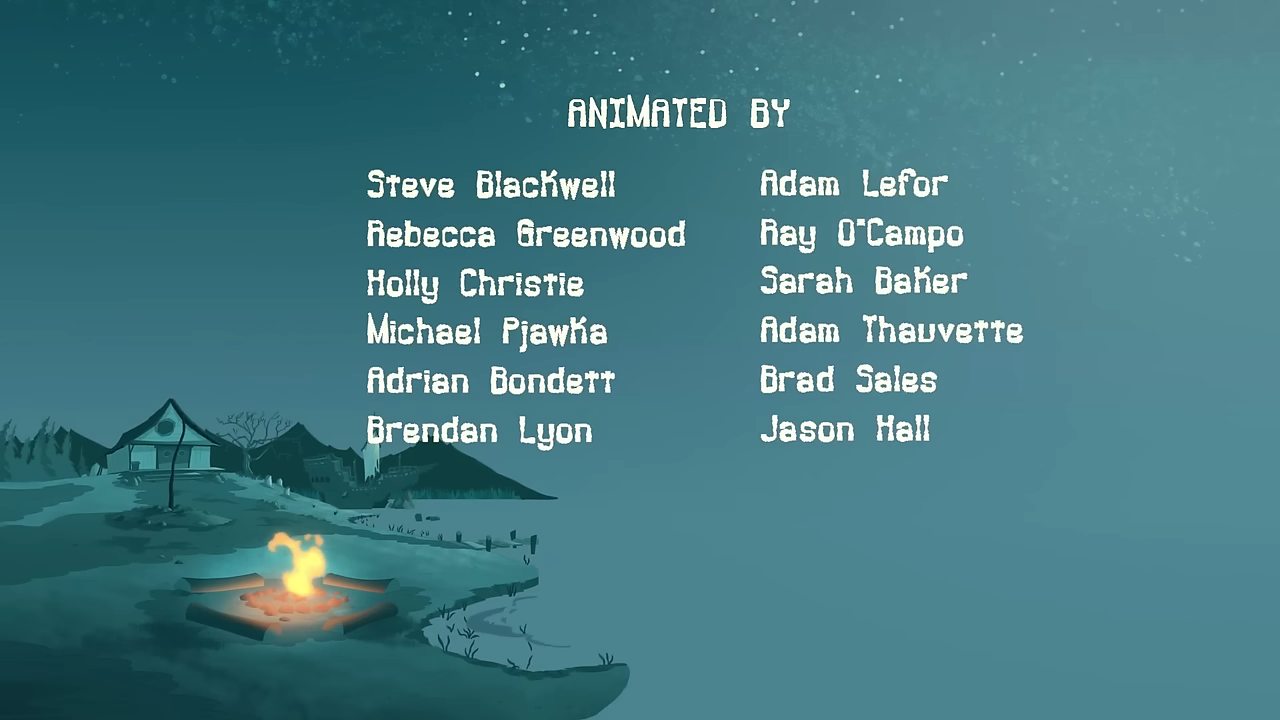 ANIMATED BY
Steve Blackwell
Rebecca Greenwood
Holly Christie
Michael Pjawka
Adrian Bondett
Brendan Lyon
Adam Lefor
Ray O'Campo
Sarah Baker
Adam Thauvette
Brad Sales
Jason Hall